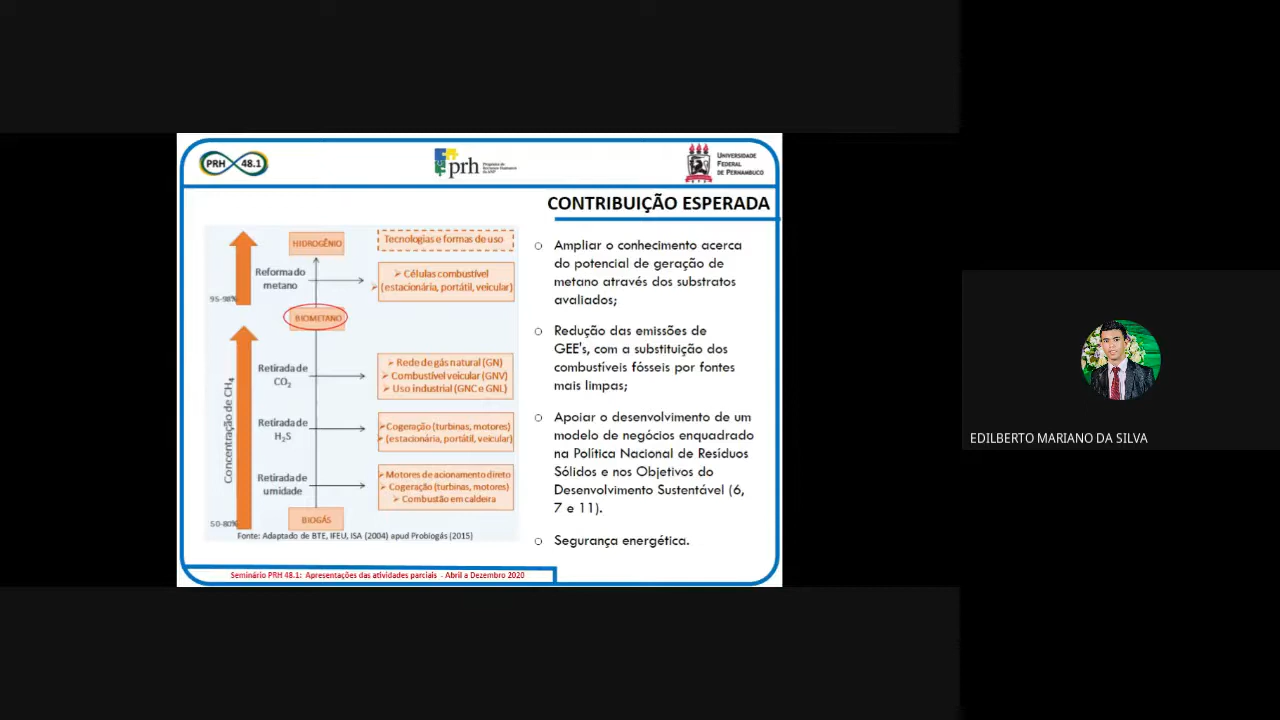 PRH 48.1
prh
Programa de
Recursos Humanos
da ANP
UNIVERSIDADE
FEDERAL
DE PERNAMBUCO
CONTRIBUIÇÃO ESPERADA
HIDROGÊNIO
Tecnologias e formas de uso
Reforma do
metano
➢ Células combustível
➢ (estacionária, portátil, veicular)
95-98%
BIOMETANO
Retirada de
CO₂
➢ Rede de gás natural (GN)
➢ Combustível veicular (GNV)
➢ Uso industrial (GNC e GNL)
Concentração de CH₄
Retirada de
H₂S
➢Cogeração (turbinas, motores)
➢ (estacionária, portátil, veicular)
Retirada de
umidade
➢ Motores de acionamento direto
➢ Cogeração (turbinas, motores)
➢ Combustão em caldeira
50-80%
BIOGÁS
Fonte: Adaptado de BTE, IFEU, ISA (2004) apud Probiogás (2015)
○ Ampliar o conhecimento acerca
do potencial de geração de
metano através dos substratos
avaliados;
○ Redução das emissões de
GEE's, com a substituição dos
combustíveis fósseis por fontes
mais limpas;
○ Apoiar o desenvolvimento de um
modelo de negócios enquadrado
na Política Nacional de Resíduos
Sólidos e nos Objetivos do
Desenvolvimento Sustentável (6,
7 e 11).
○ Segurança energética.
Seminário PRH 48.1: Apresentações das atividades parciais - Abril a Dezembro 2020
EDILBERTO MARIANO DA SILVA